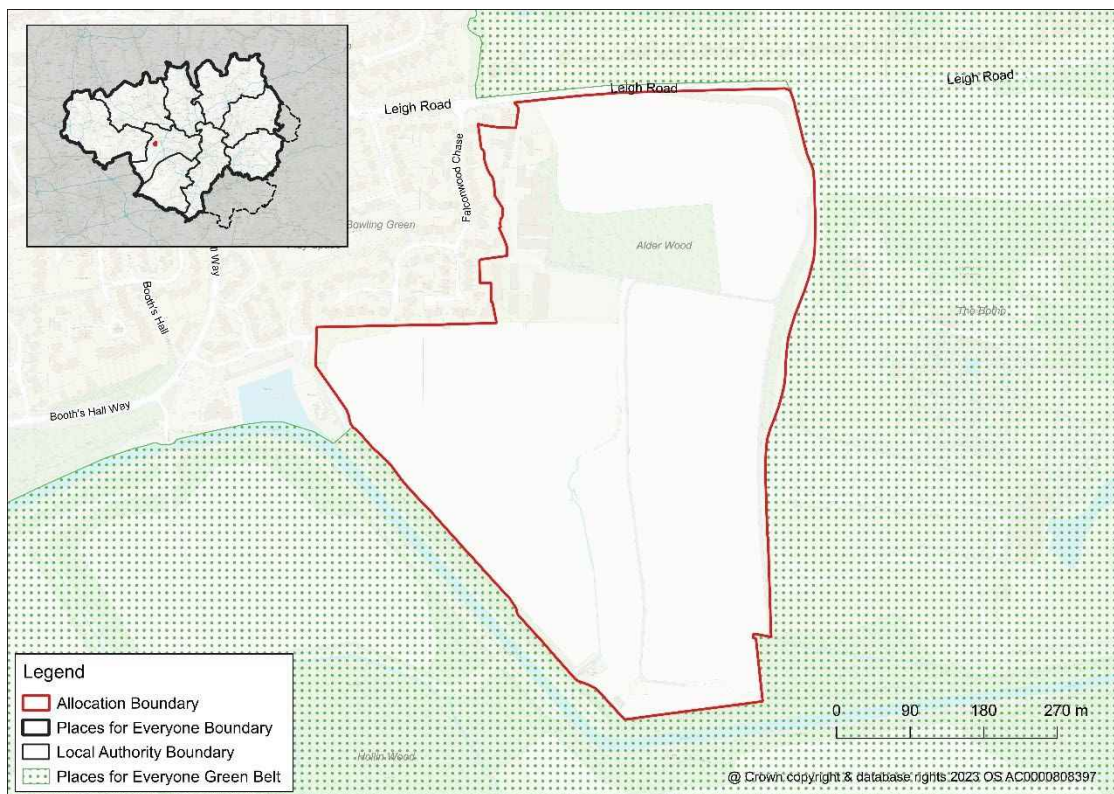 Leigh Road
Leigh Road
Leigh Road
Falconwood Chase
Bowling Green
Alder Wood
Booth's Hall
The Botha
Booth's Hall Way
Legend
Allocation Boundary
Places for Everyone Boundary
Local Authority Boundary
Places for Everyone Green Belt
0 90 180 270 m
Hollin Wood
@ Crown copyright & database rights 2023 OS AC0000808397